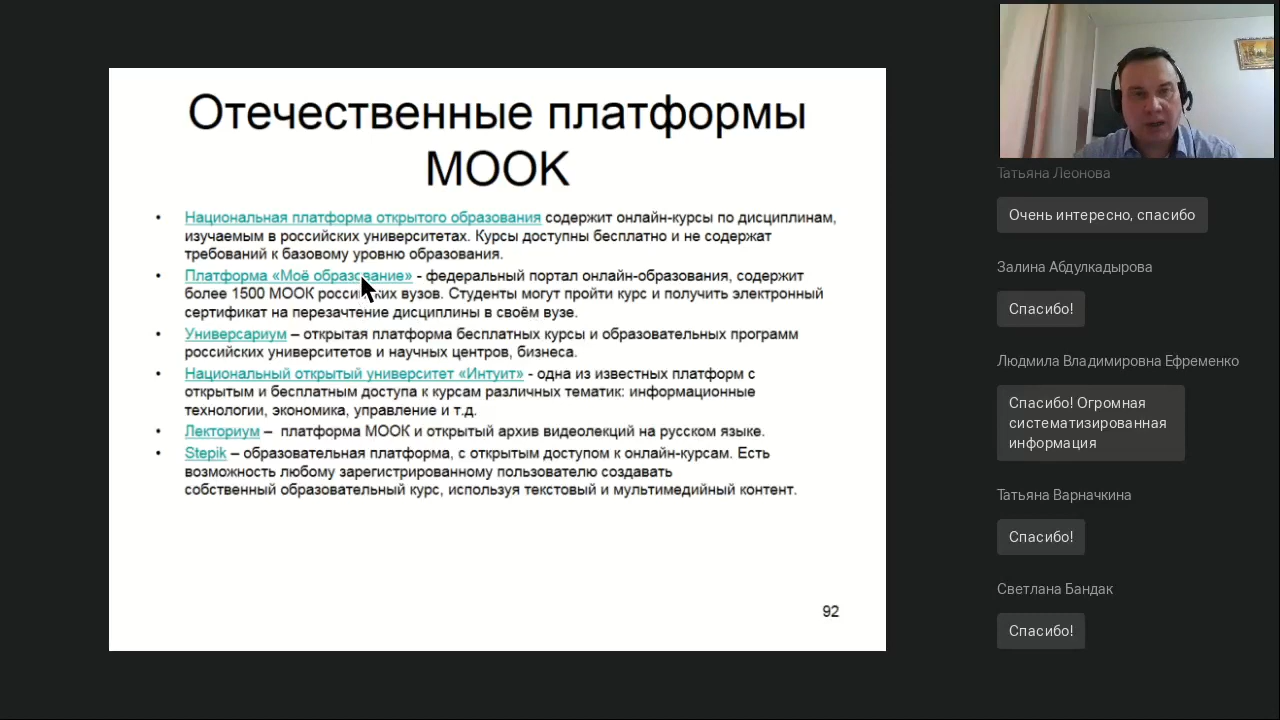 Отечественные платформы
МООК
• Национальная платформа открытого образования содержит онлайн-курсы по дисциплинам,
изучаемым в российских университетах. Курсы доступны бесплатно и не содержат
требований к базовому уровню образования.
• Платформа «Моё образование» - федеральный портал онлайн-образования, содержит
более 1500 МООК российских вузов. Студенты могут пройти курс и получить электронный
сертификат на перезачтение дисциплины в своём вузе.
• Универсариум – открытая платформа бесплатных курсы и образовательных программ
российских университетов и научных центров, бизнеса.
• Национальный открытый университет «Интуит» - одна из известных платформ с
открытым и бесплатным доступа к курсам различных тематик: информационные
технологии, экономика, управление и т.д.
• Лекториум – платформа МООК и открытый архив видеолекций на русском языке.
• Stepik – образовательная платформа, с открытым доступом к онлайн-курсам. Есть
возможность любому зарегистрированному пользователю создавать
собственный образовательный курс, используя текстовый и мультимедийный контент.
92
Татьяна Леонова
Очень интересно, спасибо
Залина Абдулкадырова
Спасибо!
Людмила Владимировна Ефременко
Спасибо! Огромная
систематизированная
информация
Татьяна Варначкина
Спасибо!
Светлана Бандак
Спасибо!